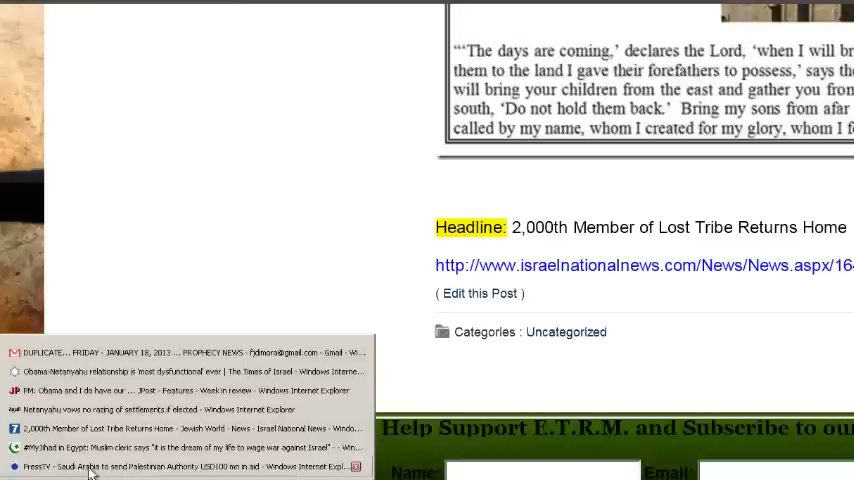 "‘The days are coming,’ declares the Lord, ‘when I will br
them to the land I gave their forefathers to possess,’ says th
will bring your children from the east and gather you from
south, ‘Do not hold them back.’ Bring my sons from afar
called by my name, whom I created for my glory, whom I f
Headline: 2,000th Member of Lost Tribe Returns Home
http://www.israelnationalnews.com/News/News.aspx/16
( Edit this Post )
Categories : Uncategorized
DUPLICATE... FRIDAY - JANUARY 18, 2013 ... PROPHECY NEWS - fjdimora@gmail.com - Gmail - Wi...
Obama-Netanyahu relationship is 'most dysfunctional' ever | The Times of Israel - Windows Interne...
JP PM: Obama and I do have our ... JPost - Features - Week in review - Windows Internet Explorer
Netanyahu vows no razing of settlements if elected - Windows Internet Explorer
7 2,000th Member of Lost Tribe Returns Home - Jewish World - News - Israel National News - Windo...
#MyJihad in Egypt: Muslim cleric says "it is the dream of my life to wage war against Israel" - Win...
PressTV - Saudi Arabia to send Palestinian Authority USD100 mn in aid - Windows Internet Expl...
Help Support E.T.R.M. and Subscribe to ou
Name Email